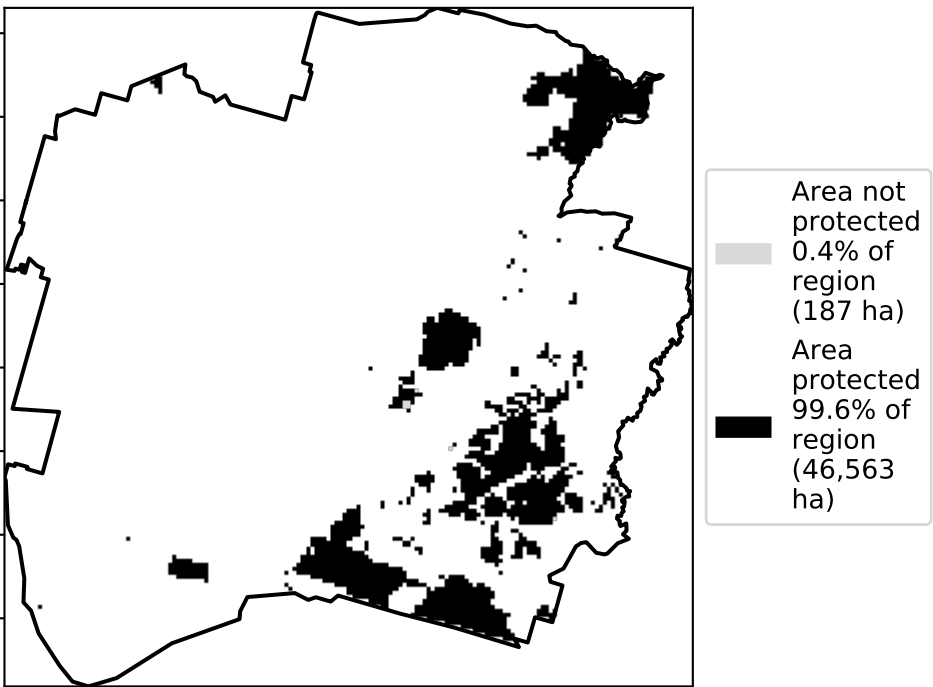 Area not
protected
0.4% of
region
(187 ha)
Area
protected
99.6% of
region
(46,563
ha)